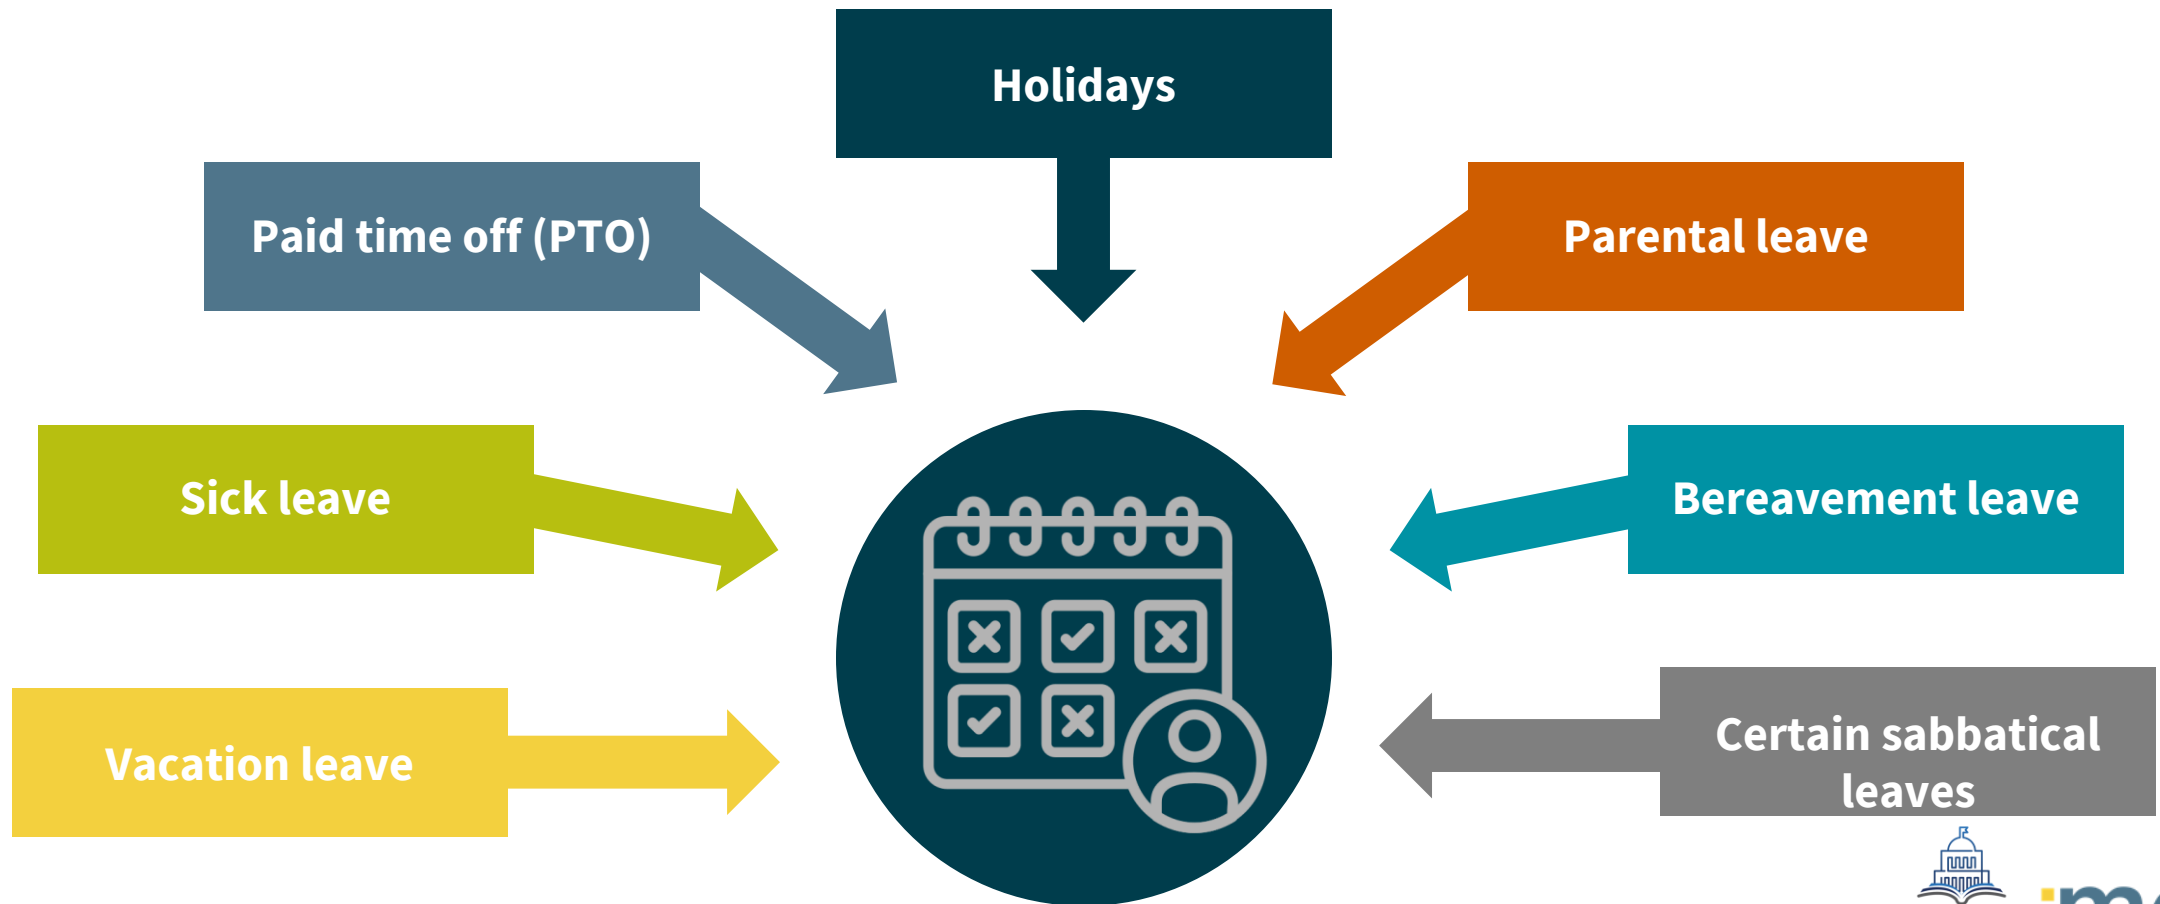 Holidays
Paid time off (PTO)
Parental leave
Sick leave
Bereavement leave
Vacation leave
Certain sabbatical
leaves